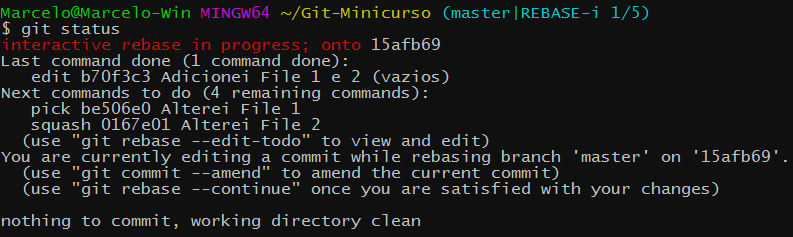 Marcelo@Marcelo-Win MINGW64 ~/Git-Minicurso (master|REBASE-i 1/5)
$ git status
interactive rebase in progress; onto 15afb69
Last command done (1 command done):
   edit b70f3c3 Adicionei File 1 e 2 (vazios)
Next commands to do (4 remaining commands):
   pick be506e0 Alterei File 1
   squash 0167e01 Alterei File 2
  (use "git rebase --edit-todo" to view and edit)
You are currently editing a commit while rebasing branch 'master' on '15afb69'.
  (use "git commit --amend" to amend the current commit)
  (use "git rebase --continue" once you are satisfied with your changes)
nothing to commit, working directory clean